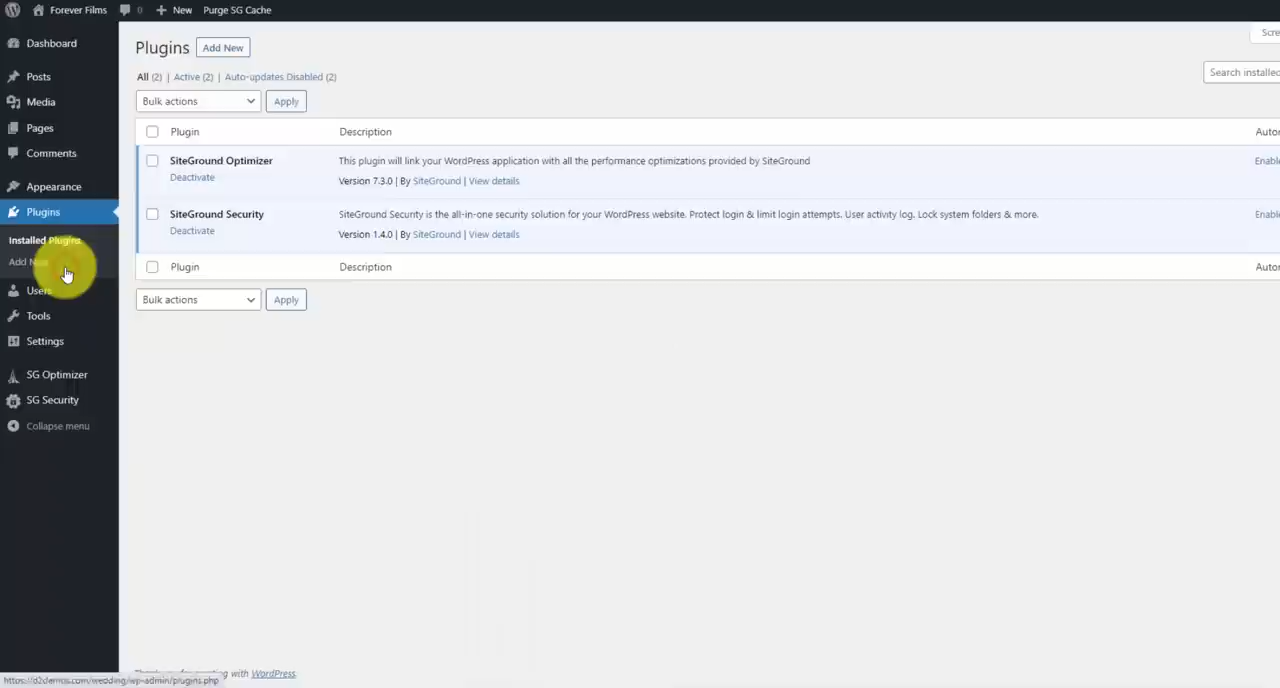 Forever Films 0 New Purge SG Cache
Dashboard
Posts
Media
Pages
Comments
Appearance
Plugins
Installed Plugins
Add
Users
Tools
Settings
SG Optimizer
SG Security
Collapse menu
Plugins Add New
All (2) | Active (2) | Auto-updates Disabled (2)
Bulk actions Apply
Search installed
Plugin Description
SiteGround Optimizer This plugin will link your WordPress application with all the performance optimizations provided by SiteGround
Deactivate Version 7.3.0 | By SiteGround | View details
SiteGround Security SiteGround Security is the all-in-one security solution for your WordPress website. Protect login & limit login attempts. User activity log. Lock system folders & more.
Deactivate Version 1.4.0 | By SiteGround | View details
Plugin Description
Bulk actions Apply
with WordPress.
https://d2demos.com/wedding/wp-admin/plugins.php